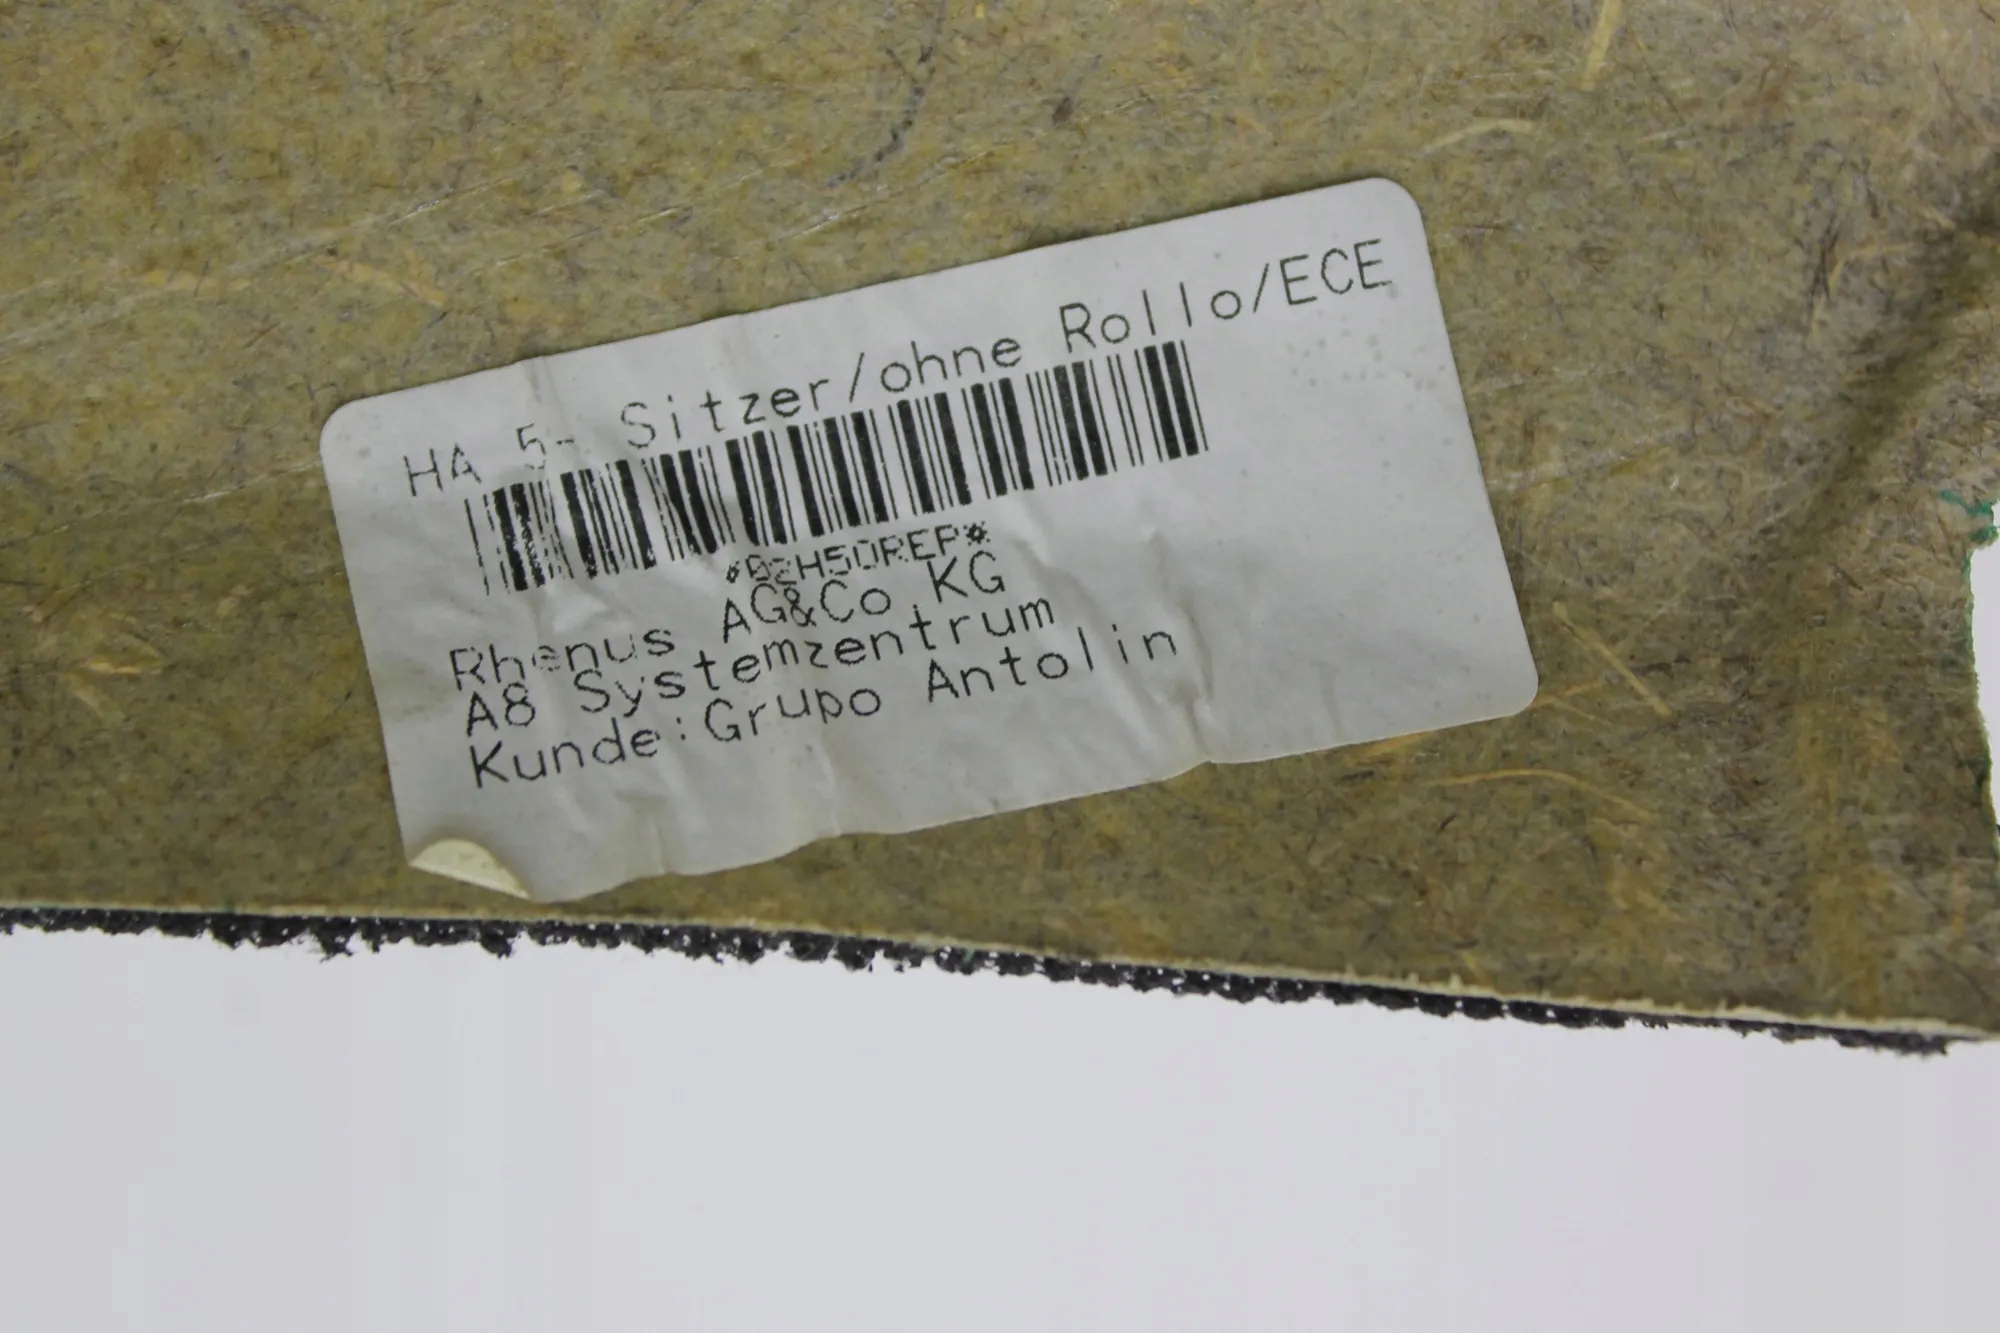 HA 5- Sitzer/ohne Rollo/ECE
*02H50REP*
Rhenus AG&Co.KG
A8 Systemzentrum
Kunde:Grupo Antolin